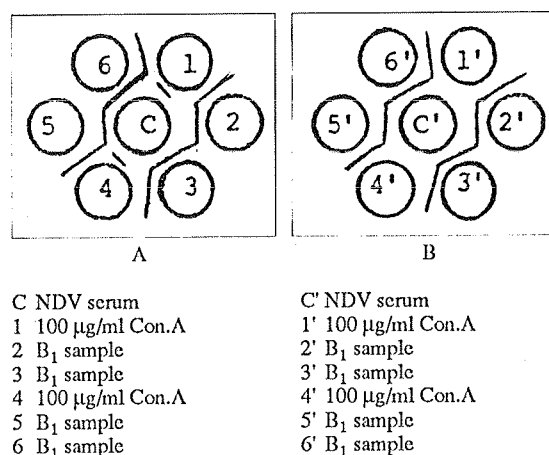 6 1
5 C 2
4 3
A
6' 1'
5' C' 2'
4' 3'
B
C NDV serum
1 100 µg/ml Con.A
2 B₁ sample
3 B₁ sample
4 100 µg/ml Con.A
5 B₁ sample
6 B₁ sample
C' NDV serum
1' 100 µg/ml Con.A
2' B₁ sample
3' B₁ sample
4' 100 µg/ml Con.A
5' B₁ sample
6' B₁ sample